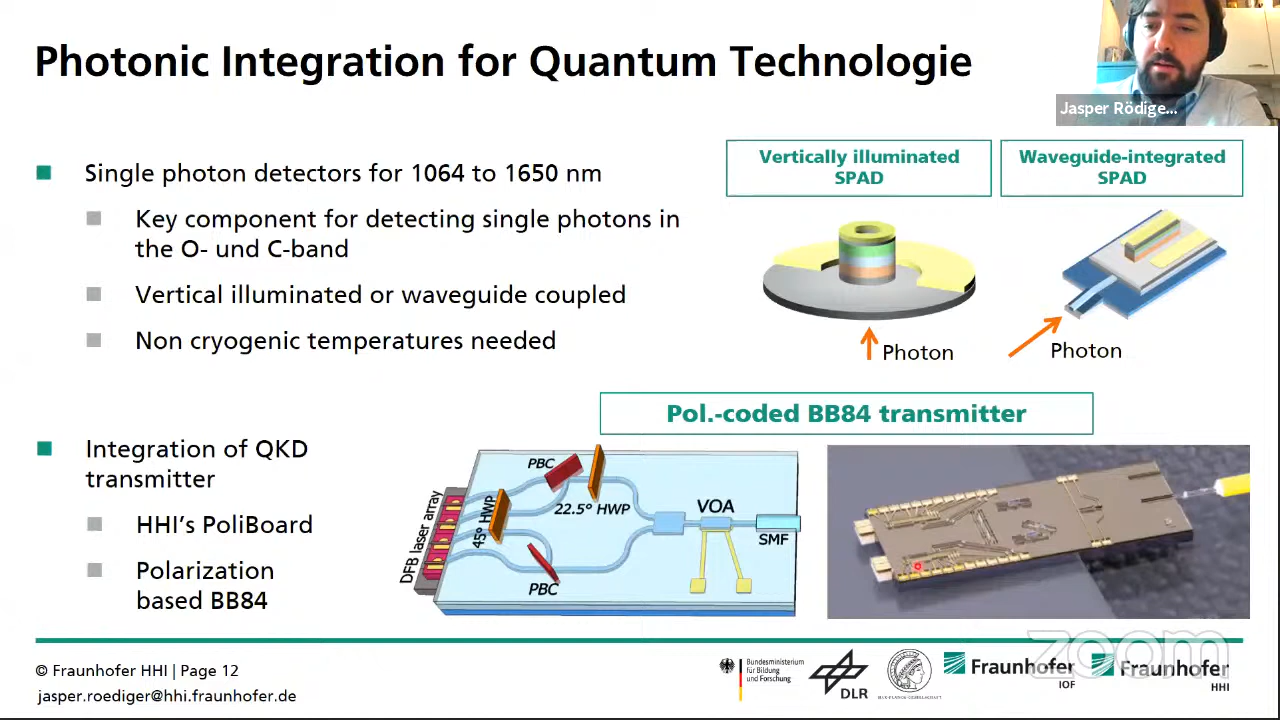 Photonic Integration for Quantum Technologie
Jasper Rödige...
Single photon detectors for 1064 to 1650 nm
Key component for detecting single photons in
the O- und C-band
Vertical illuminated or waveguide coupled
Non cryogenic temperatures needed
Vertically illuminated
SPAD
Waveguide-integrated
SPAD
Photon
Photon
Pol.-coded BB84 transmitter
Integration of QKD
transmitter
HHI's PoliBoard
Polarization
based BB84
DFB laser array
45° HWP
PBC
22.5° HWP
PBC
VOA
SMF
© Fraunhofer HHI | Page 12
jasper.roediger@hhi.fraunhofer.de
Bundesministerium
für Bildung
und Forschung
DLR
MAX-PLANCK-GESELLSCHAFT
Fraunhofer
IOF
Fraunhofer
HHI
zoom